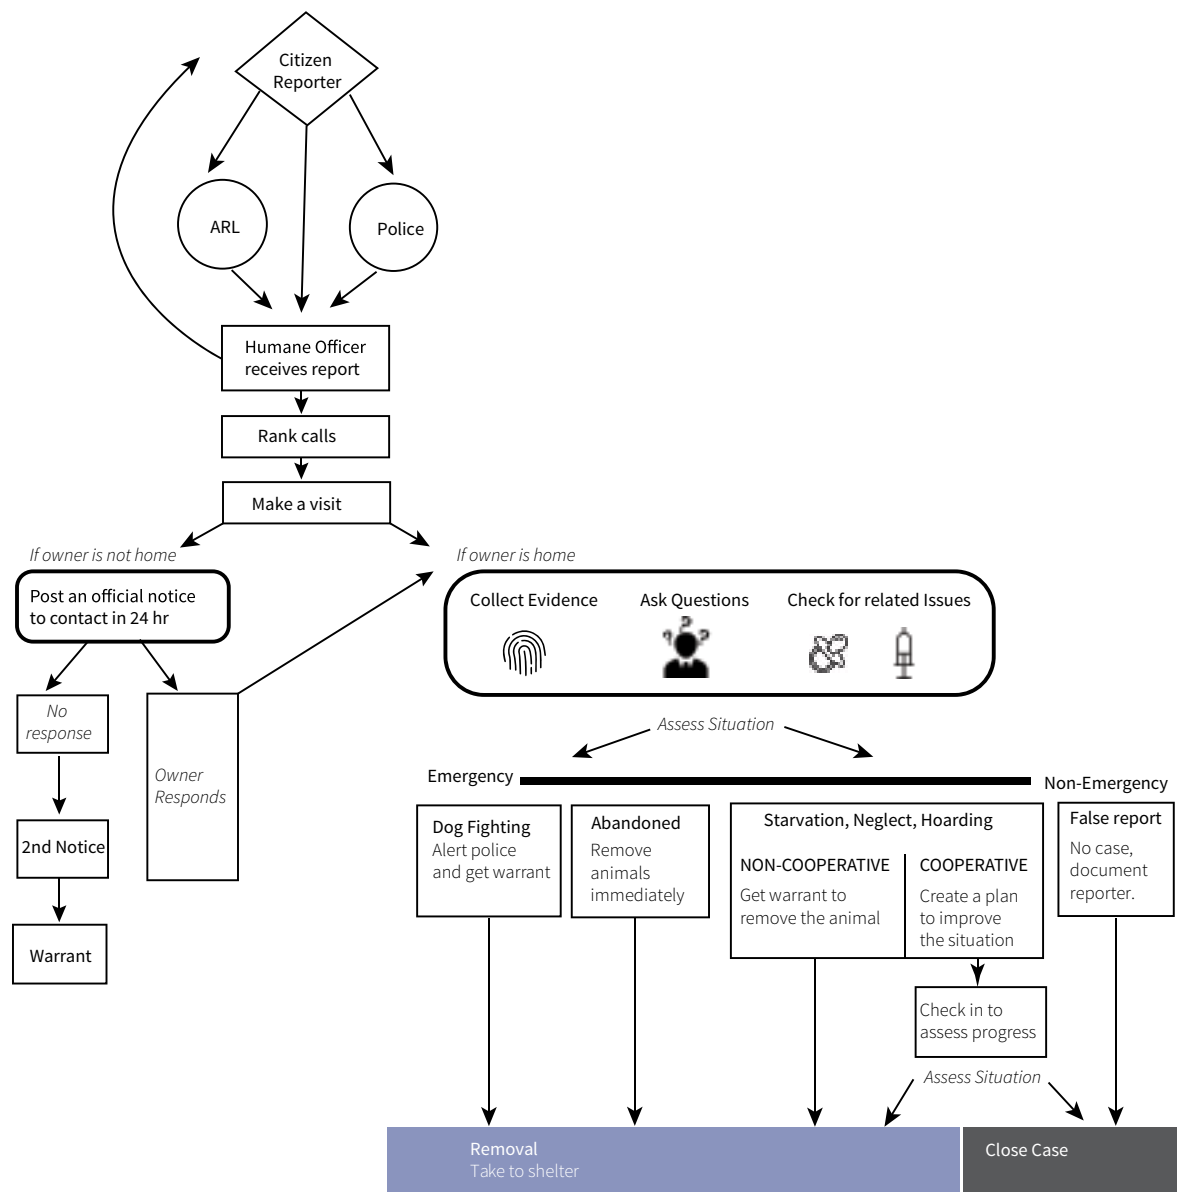 Citizen
Reporter
ARL
Police
Humane Officer
receives report
Rank calls
Make a visit
If owner is not home
If owner is home
Post an official notice
to contact in 24 hr
Collect Evidence
Ask Questions
Check for related Issues
No
response
Owner
Responds
2nd Notice
Warrant
Assess Situation
Emergency
Non-Emergency
Dog Fighting
Alert police
and get warrant
Abandoned
Remove
animals
immediately
Starvation, Neglect, Hoarding
NON-COOPERATIVE
Get warrant to
remove the animal
COOPERATIVE
Create a plan
to improve
the situation
False report
No case,
document
reporter.
Check in to
assess progress
Assess Situation
Removal
Take to shelter
Close Case